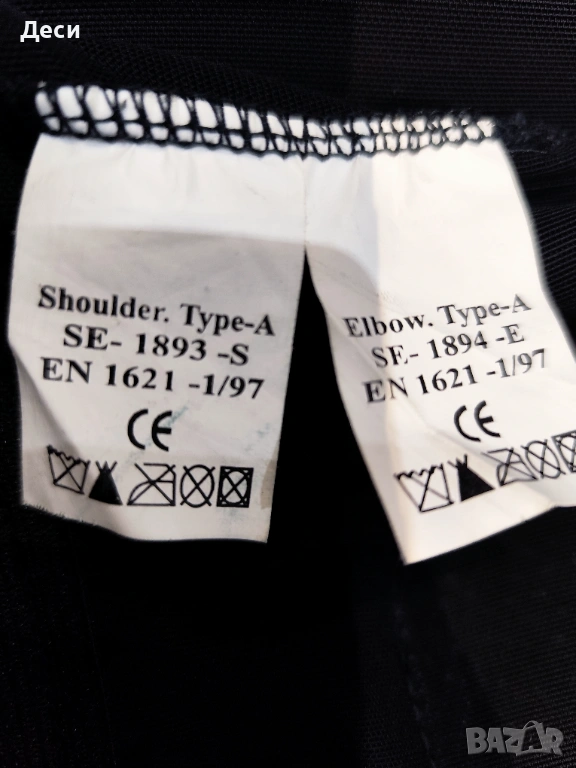 Деси
Shoulder. Type-A
SE- 1893 -S
EN 1621 -1/97
CE
Elbow. Type-A
SE- 1894 -E
EN 1621 -1/97
CE
BAZAR